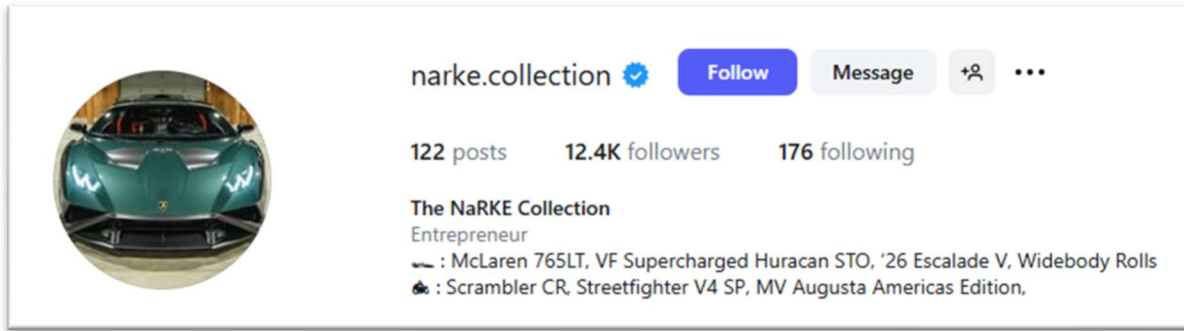 narke.collection Follow Message
122 posts 12.4K followers 176 following
The NaRKE Collection
Entrepreneur
🏎️ : McLaren 765LT, VF Supercharged Huracan STO, ‘26 Escalade V, Widebody Rolls
🏍️ : Scrambler CR, Streetfighter V4 SP, MV Augusta Americas Edition,